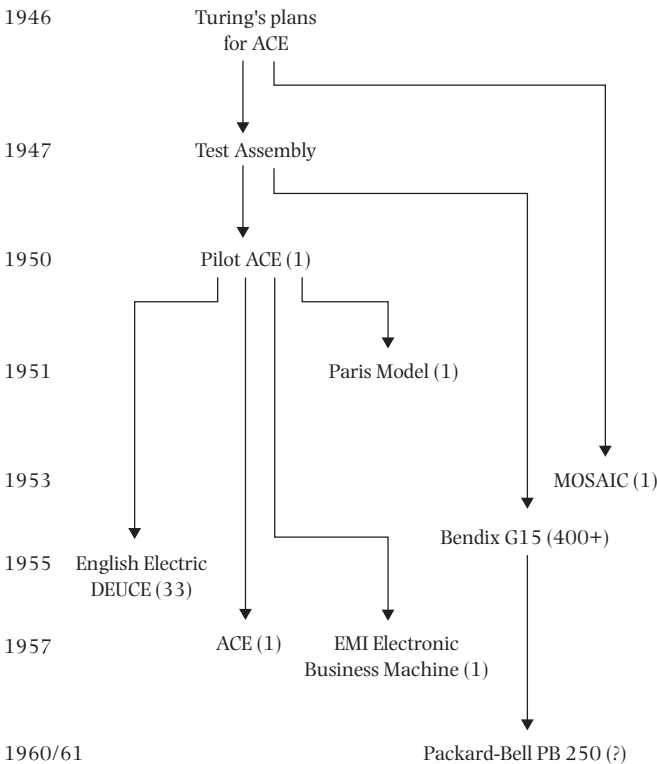 1946
Turing's plans
for ACE
1947
Test Assembly
1950
Pilot ACE (1)
1951
Paris Model (1)
1953
MOSAIC (1)
Bendix G15 (400+)
1955
English Electric
DEUCE (33)
1957
ACE (1)
EMI Electronic
Business Machine (1)
1960/61
Packard-Bell PB 250 (?)